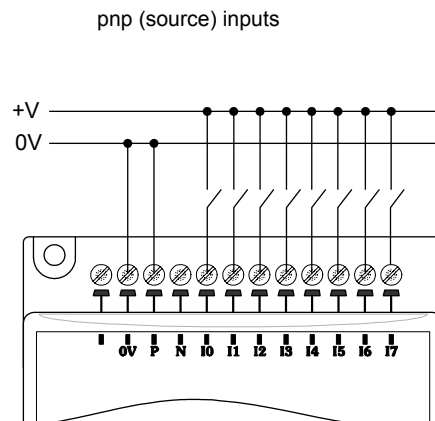 pnp (source) inputs
+V
0V
0V P N I0 I1 I2 I3 I4 I5 I6 I7